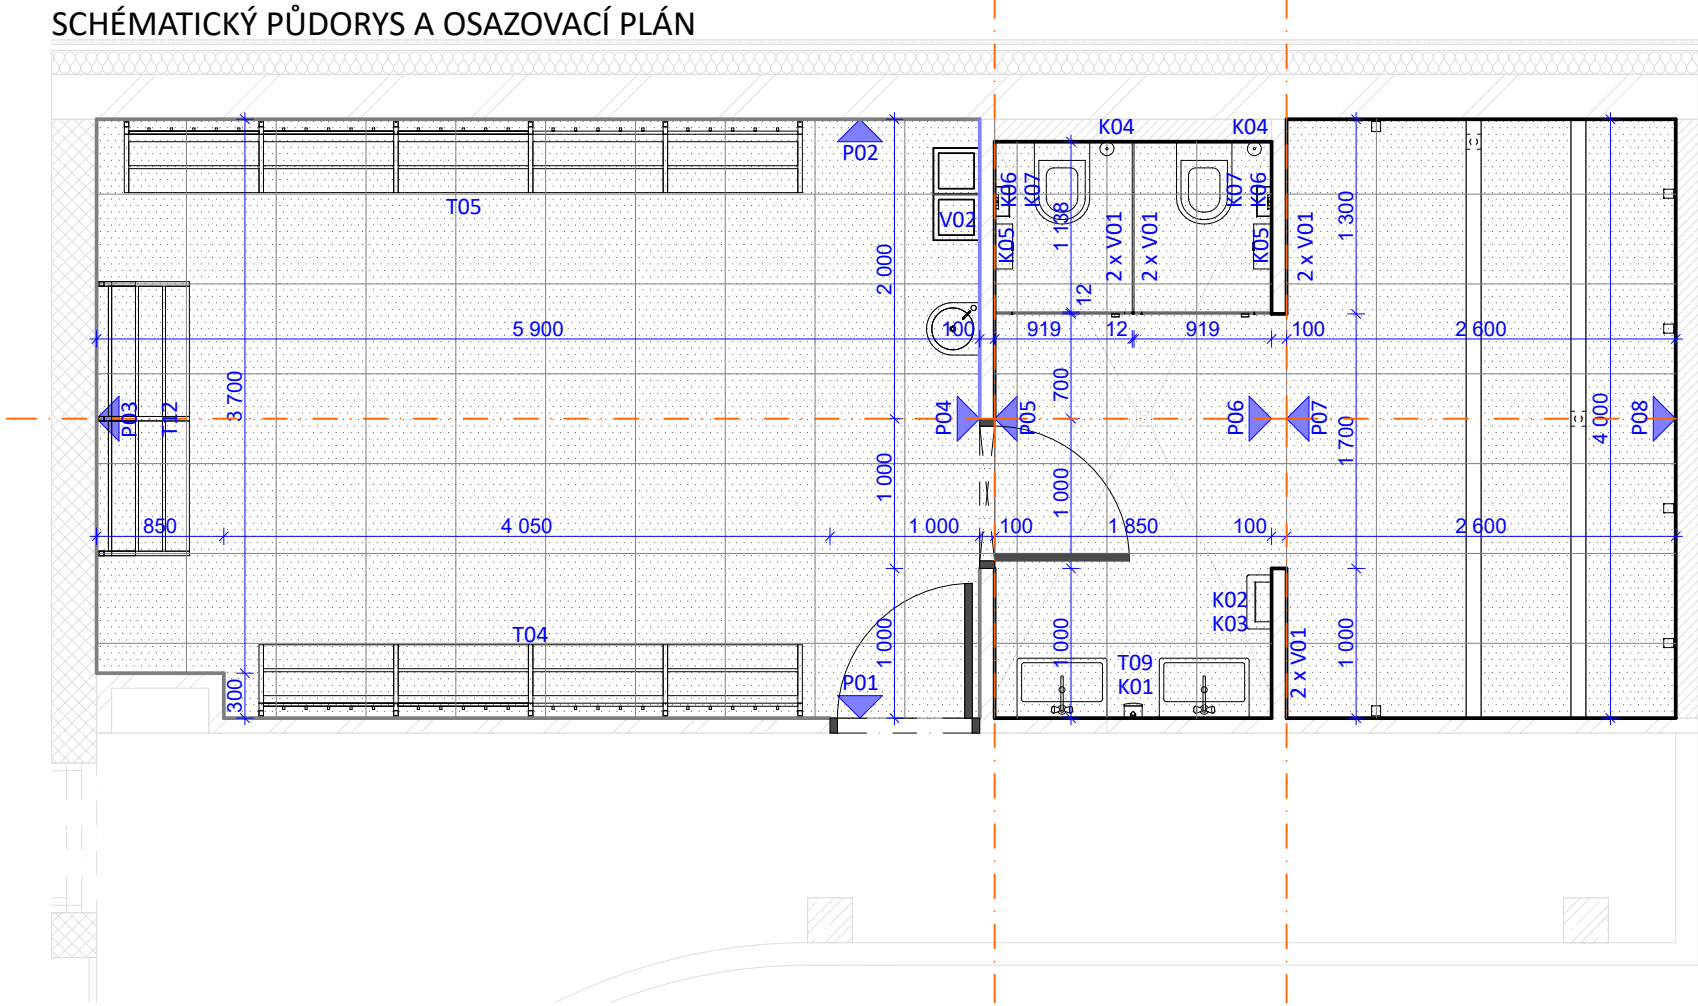 SCHÉMATICKÝ PŮDORYS A OSAZOVACÍ PLÁN
K04
K04
P02
T05
V02
K06
K07
K05
1 138
2 x V01
2 x V01
K07
K06
K05
2 x V01
1 300
2 000
12
5 900
100
919
12
919
100
2 600
3 700
P03
T12
700
P04
P05
P06
P07
1 700
4 000
P08
1 000
1 000
850
4 050
1 000
100
1 850
100
2 600
K02
K03
T04
1 000
1 000
T09
K01
2 x V01
1 000
300
P01